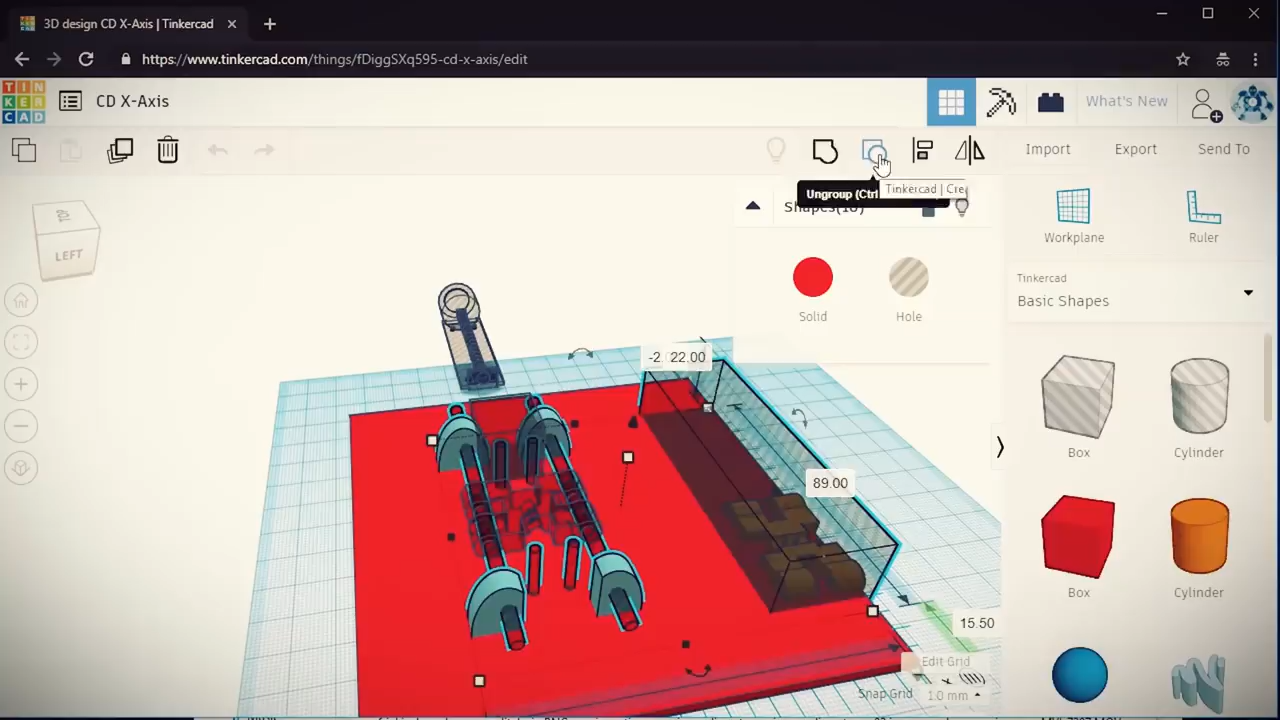 3D design CD X-Axis | Tinkercad
https://www.tinkercad.com/things/fDiggSXq595-cd-x-axis/edit
TIN
KER
CAD
CD X-Axis
What's New
Import
Export
Send To
Ungroup (Ctrl
Tinkercad | Cre
TOP
LEFT
Solid
Hole
Workplane
Ruler
Tinkercad
Basic Shapes
22.00
89.00
15.50
Box
Cylinder
Box
Cylinder
Edit Grid
Snap Grid
1.0 mm